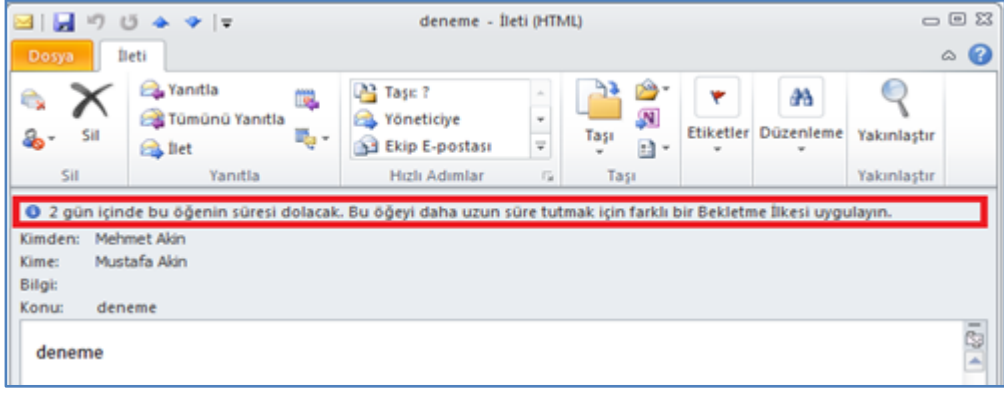 deneme - İleti (HTML)
Dosya İleti
Sil
Yanıtla
Tümünü Yanıtla
İlet
Taşı: ?
Yöneticiye
Ekip E-postası
Taşı
Etiketler
Düzenleme
Yakınlaştır
Sil Yanıtla Hızlı Adımlar Taşı Yakınlaştır
2 gün içinde bu öğenin süresi dolacak. Bu öğeyi daha uzun süre tutmak için farklı bir Bekletme İlkesi uygulayın.
Kimden: Mehmet Akin
Kime: Mustafa Akin
Bilgi:
Konu: deneme
deneme